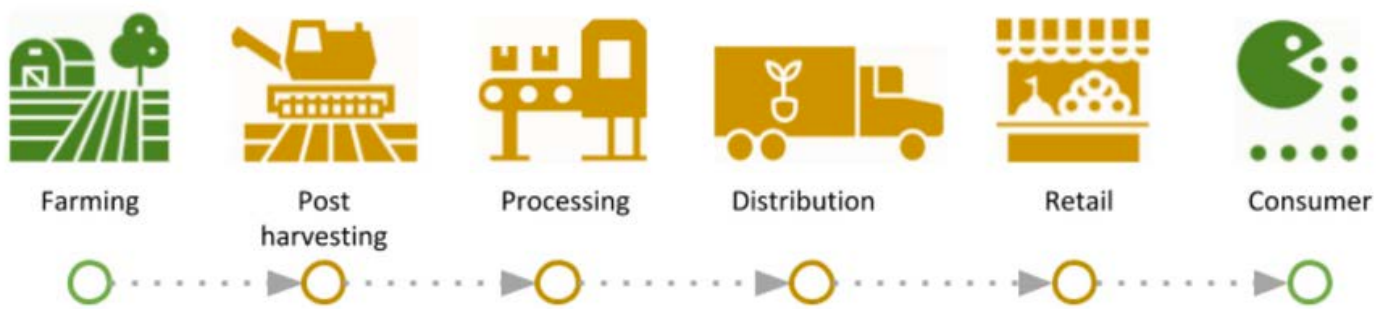 Farming
Post
harvesting
Processing
Distribution
Retail
Consumer